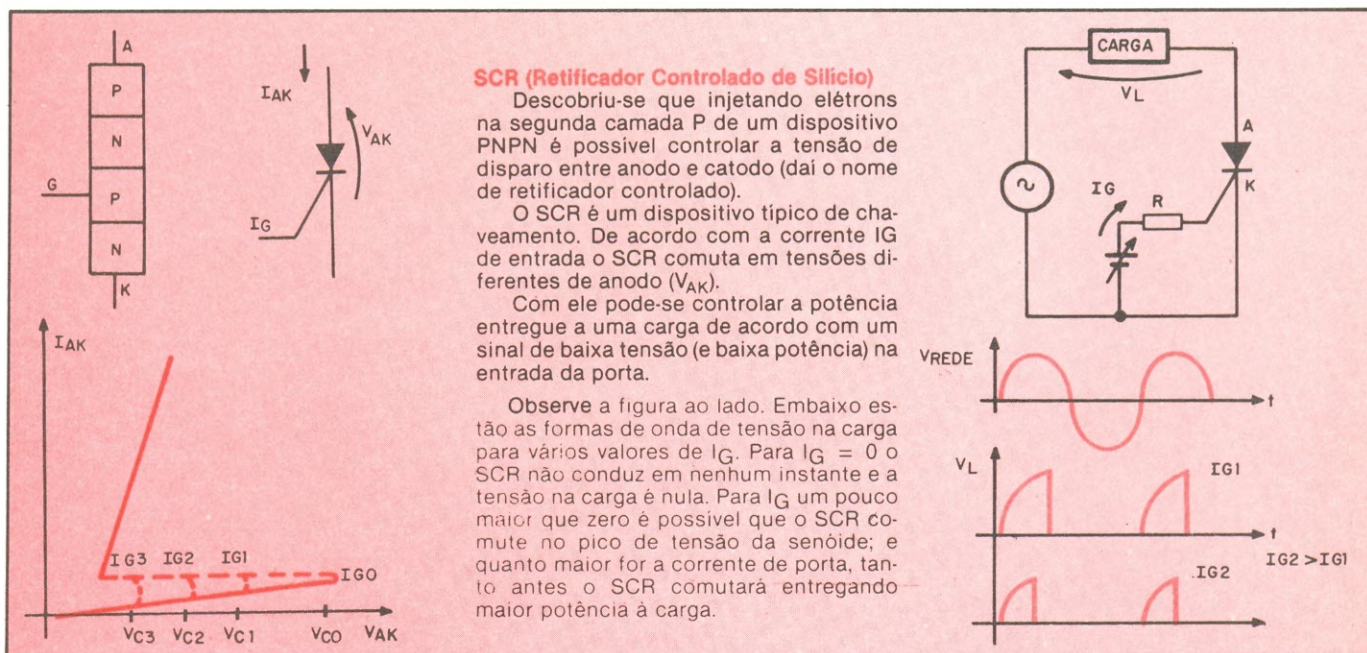 A
P
N
G
P
N
K
IAK
VAK
IG
SCR (Retificador Controlado de Silicio)
Descobriu-se que injetando elétrons
na segunda camada P de um dispositivo
PNPN é possível controlar a tensão de
disparo entre anodo e catodo (daí o nome
de retificador controlado).
O SCR é um dispositivo típico de cha-
veamento. De acordo com a corrente IG
de entrada o SCR comuta em tensões di-
ferentes de anodo (VAK).
Com ele pode-se controlar a potência
entregue a uma carga de acordo com um
sinal de baixa tensão (e baixa potência) na
entrada da porta.
Observe a figura ao lado. Embaixo es-
tão as formas de onda de tensão na carga
para vários valores de IG. Para IG = 0 o
SCR não conduz em nenhum instante e a
tensão na carga é nula. Para IG um pouco
maior que zero é possível que o SCR co-
mute no pico de tensão da senóide; e
quanto maior for a corrente de porta, tan-
to antes o SCR comutará entregando
maior potência à carga.
IAK
IG3 IG2 IG1
IGO
VC3 VC2 VC1 VCO VAK
CARGA
VL
A
K
IG
R
~
VREDE
t
VL
IG1
t
IG2
IG2 > IG1
t